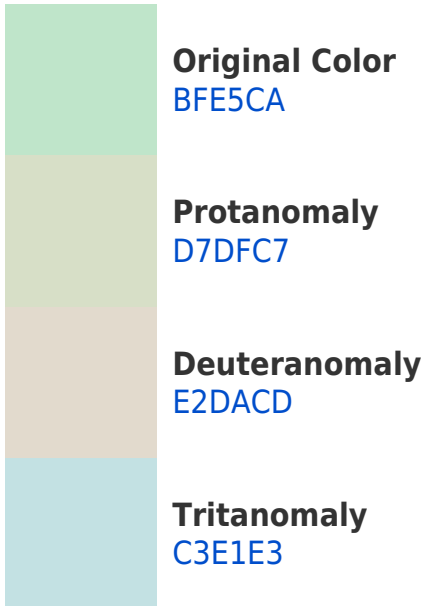 Original Color
BFE5CA
Protanomaly
D7DFC7
Deuteranomaly
E2DACD
Tritanomaly
C3E1E3